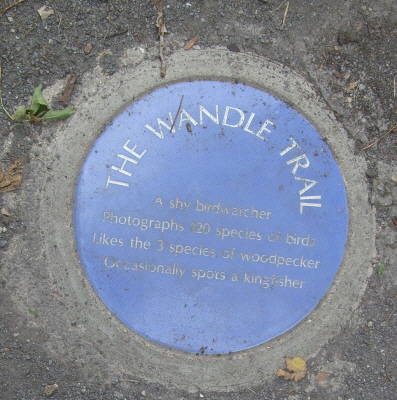 THE WANDLE TRAIL
A shy birdwatcher
Photographs 120 species of birds
Likes the 3 species of woodpecker
Occasionally spots a kingfisher